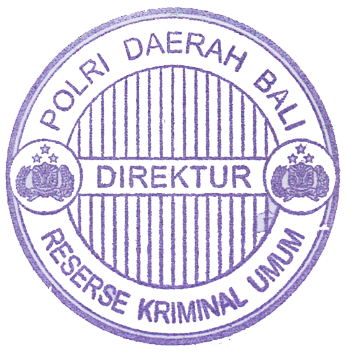 POLRI DAERAH BALI
DIREKTUR
RESERSE KRIMINAL UMUM